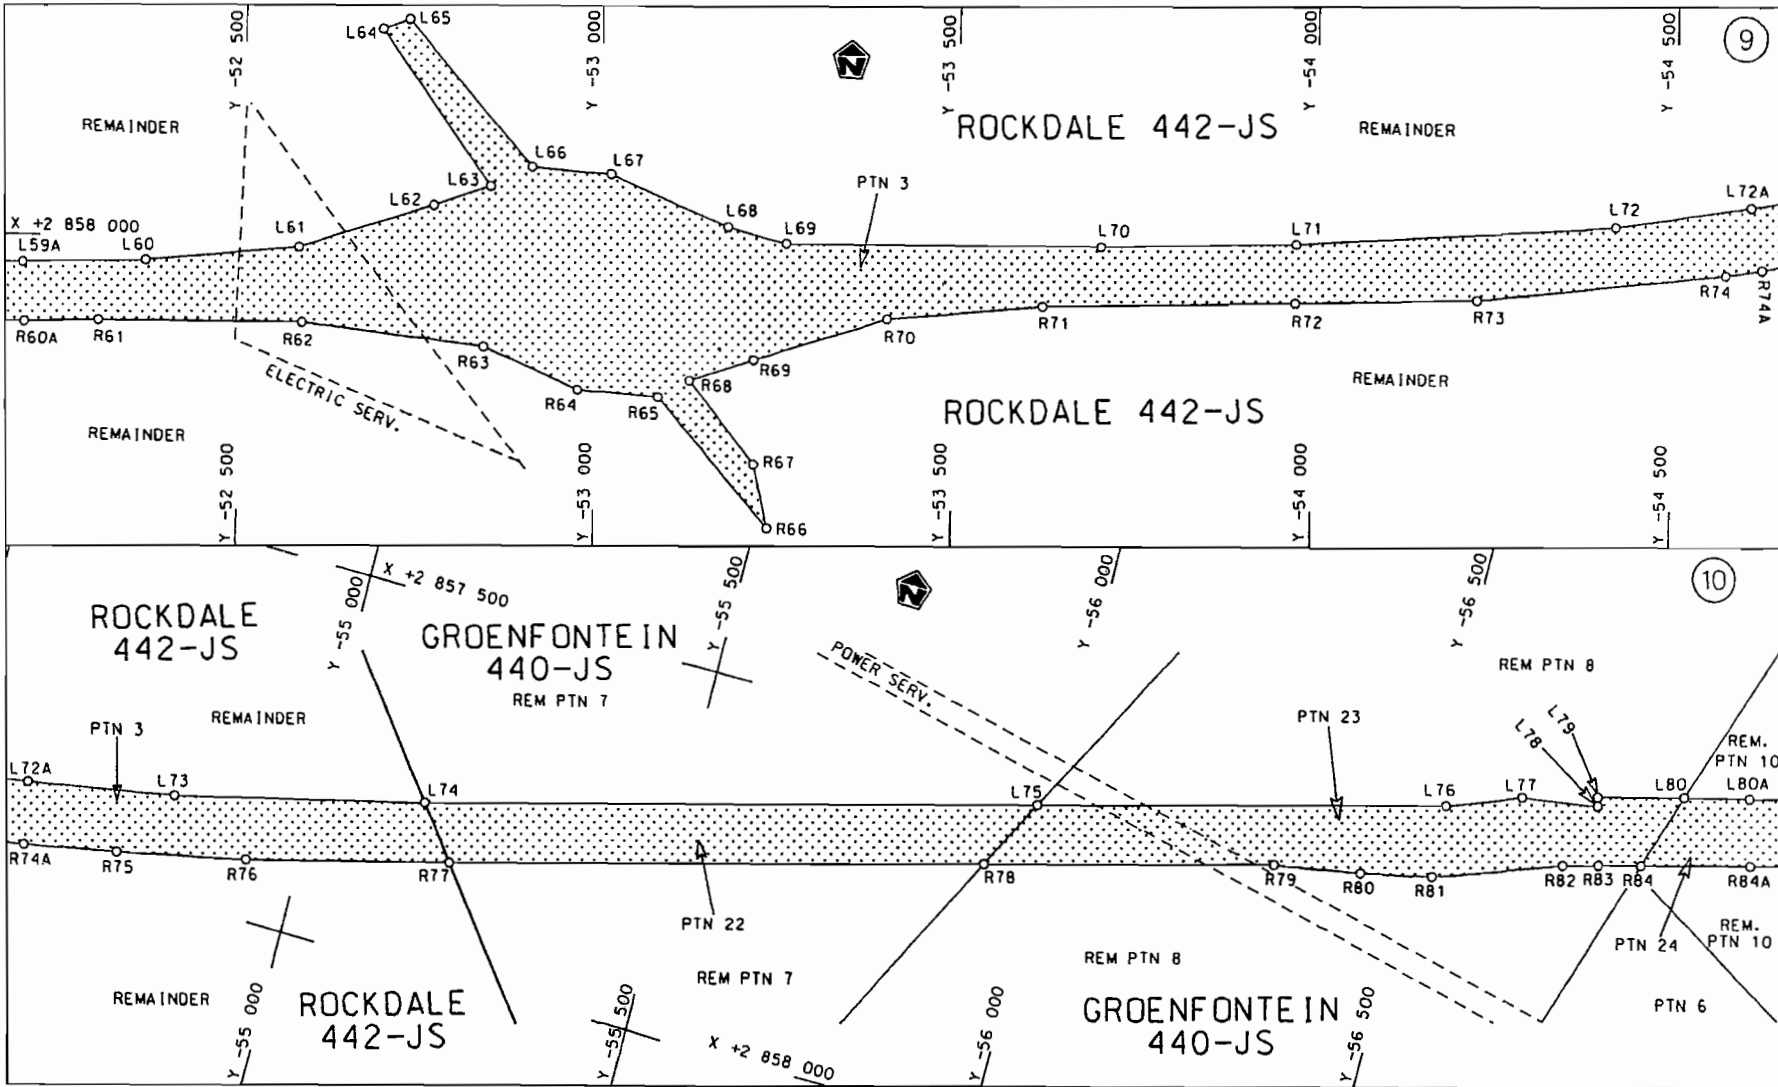 L64
L65
Y -52 500
Y -53 000
N
Y -53 500
Y -54 000
Y -54 500
9
REMAINDER
ROCKDALE 442-JS
REMAINDER
L66
L67
L63
PTN 3
L62
L72A
X +2 858 000
L59A
L60
L61
L68
L69
L70
L71
L72
R60A
R61
R62
R63
R70
R71
R72
R73
R74
R74A
ELECTRIC SERV.
R64
R65
R68
R69
REMAINDER
REMAINDER
ROCKDALE 442-JS
R67
R66
Y -52 500
Y -53 000
Y -53 500
Y -54 000
Y -54 500
X +2 857 500
Y -55 000
Y -55 500
N
Y -56 000
Y -56 500
10
ROCKDALE
442-JS
GROENFONTEIN
440-JS
REM PTN 7
POWER SERV.
REM PTN 8
PTN 3
REMAINDER
PTN 23
L78
L79
REM.
PTN 10
L72A
L73
L74
L75
L76
L77
L80
L80A
R74A
R75
R76
R77
R78
R79
R80
R81
R82
R83
R84
R84A
PTN 22
PTN 24
REM.
PTN 10
REM PTN 7
REM PTN 8
PTN 6
REMAINDER
ROCKDALE
442-JS
GROENFONTEIN
440-JS
Y -55 000
Y -55 500
X +2 858 000
Y -56 000
Y -56 500